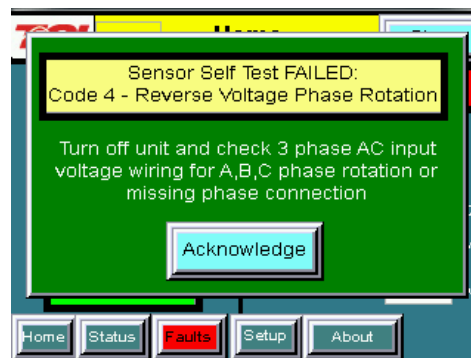 Sensor Self Test FAILED:
Code 4 - Reverse Voltage Phase Rotation
Turn off unit and check 3 phase AC input
voltage wiring for A,B,C phase rotation or
missing phase connection
Acknowledge
Home Status Faults Setup About